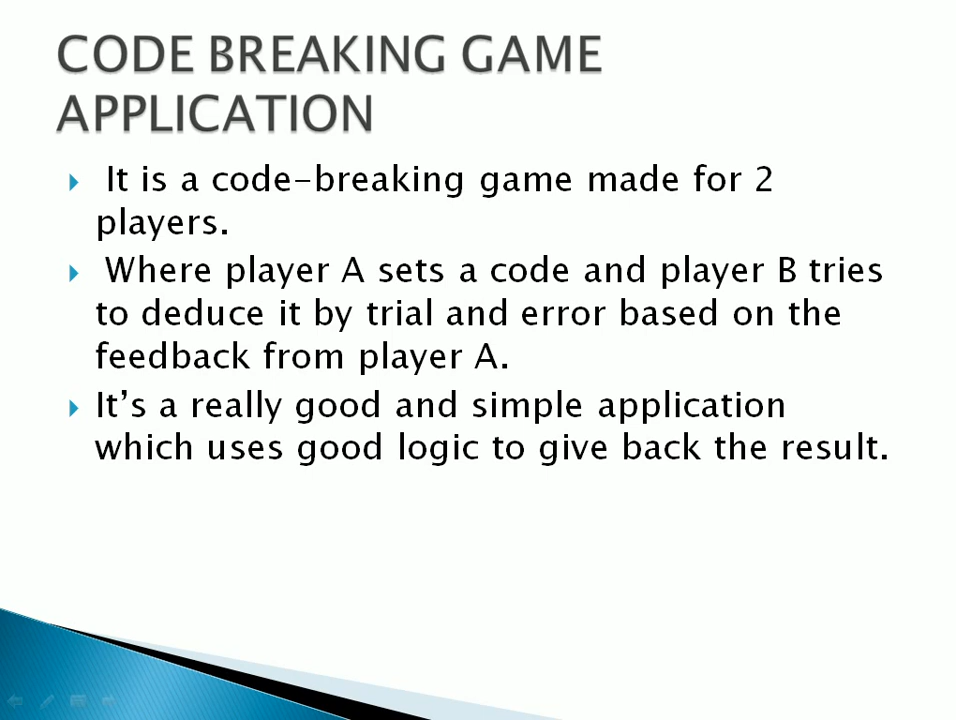 CODE BREAKING GAME
APPLICATION
It is a code-breaking game made for 2
players.
Where player A sets a code and player B tries
to deduce it by trial and error based on the
feedback from player A.
It’s a really good and simple application
which uses good logic to give back the result.